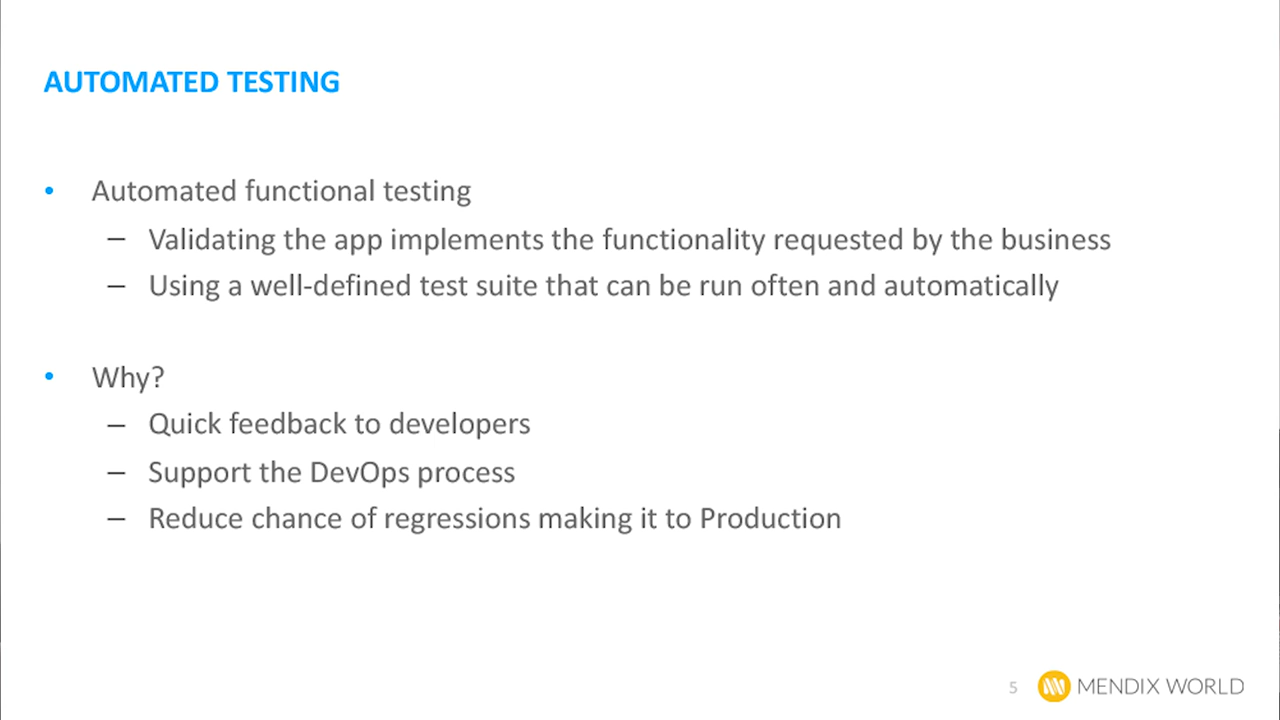 AUTOMATED TESTING
• Automated functional testing
– Validating the app implements the functionality requested by the business
– Using a well-defined test suite that can be run often and automatically
• Why?
– Quick feedback to developers
– Support the DevOps process
– Reduce chance of regressions making it to Production
5 MENDIX WORLD